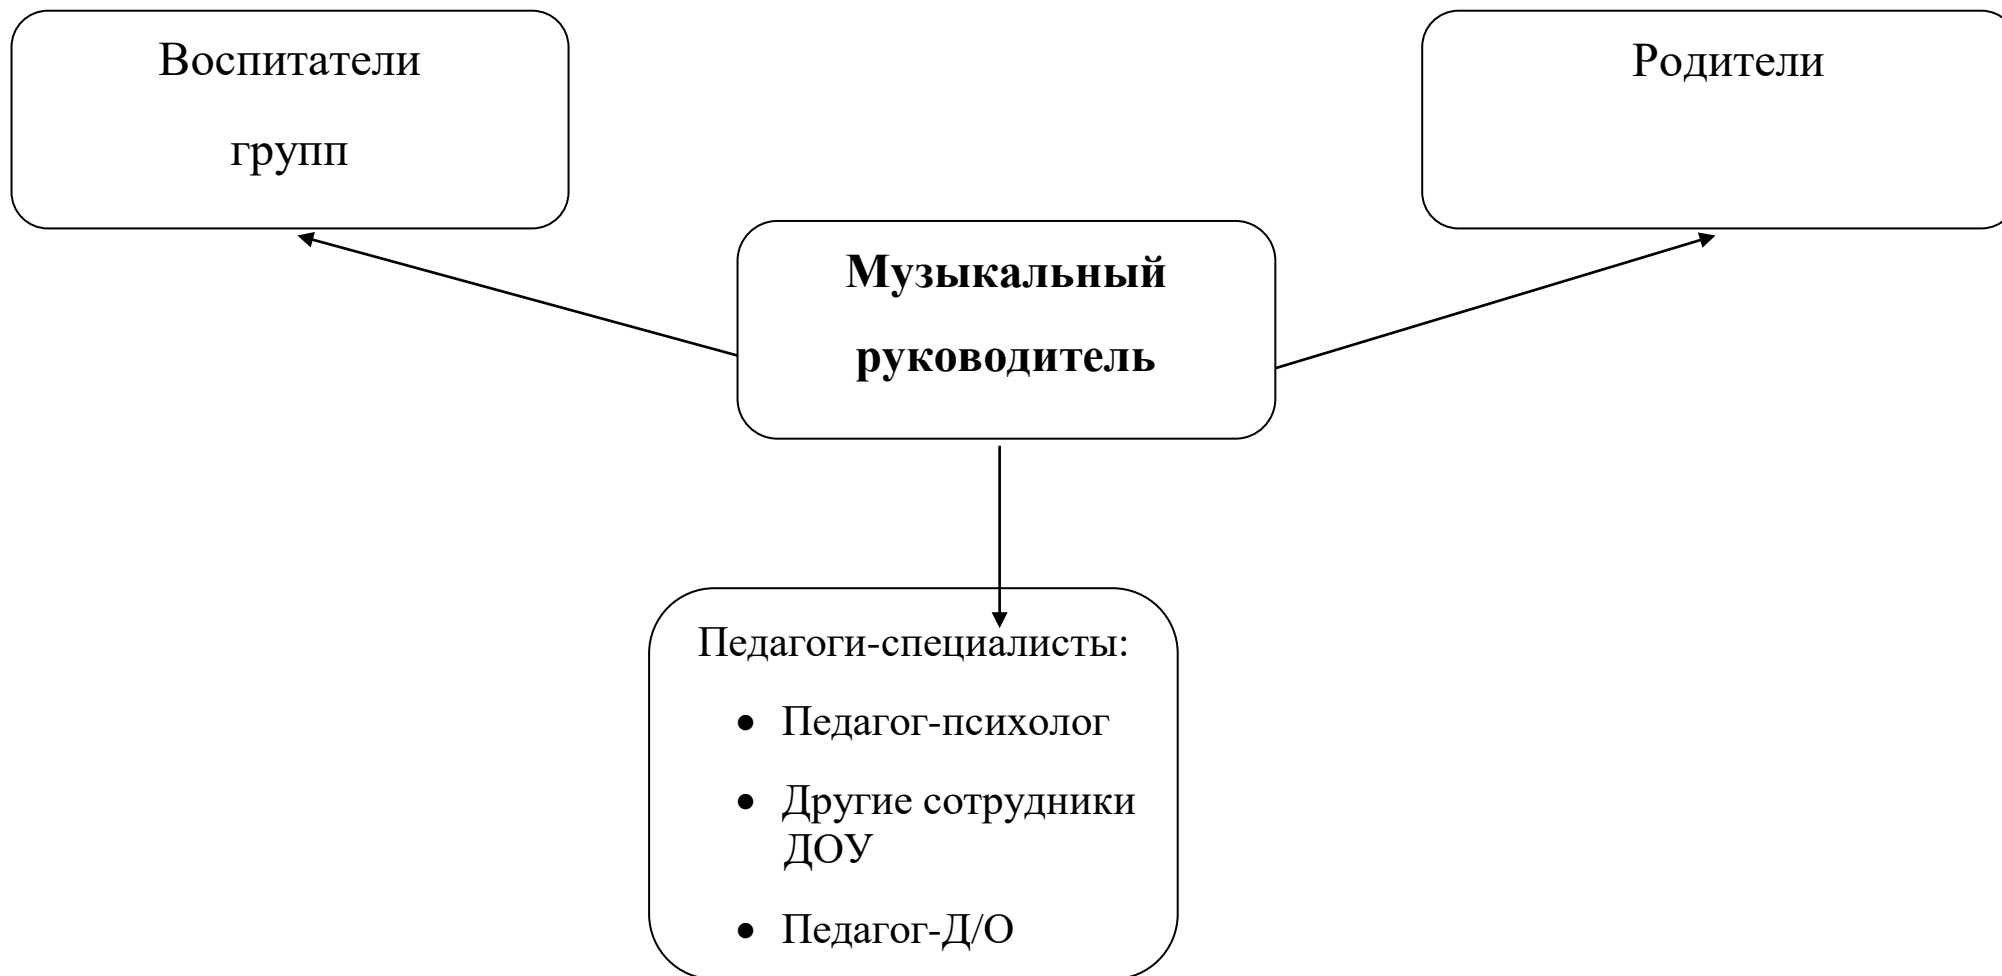 Воспитатели
групп
Родители
Музыкальный
руководитель
Педагоги-специалисты:
• Педагог-психолог
• Другие сотрудники
ДОУ
• Педагог-Д/О